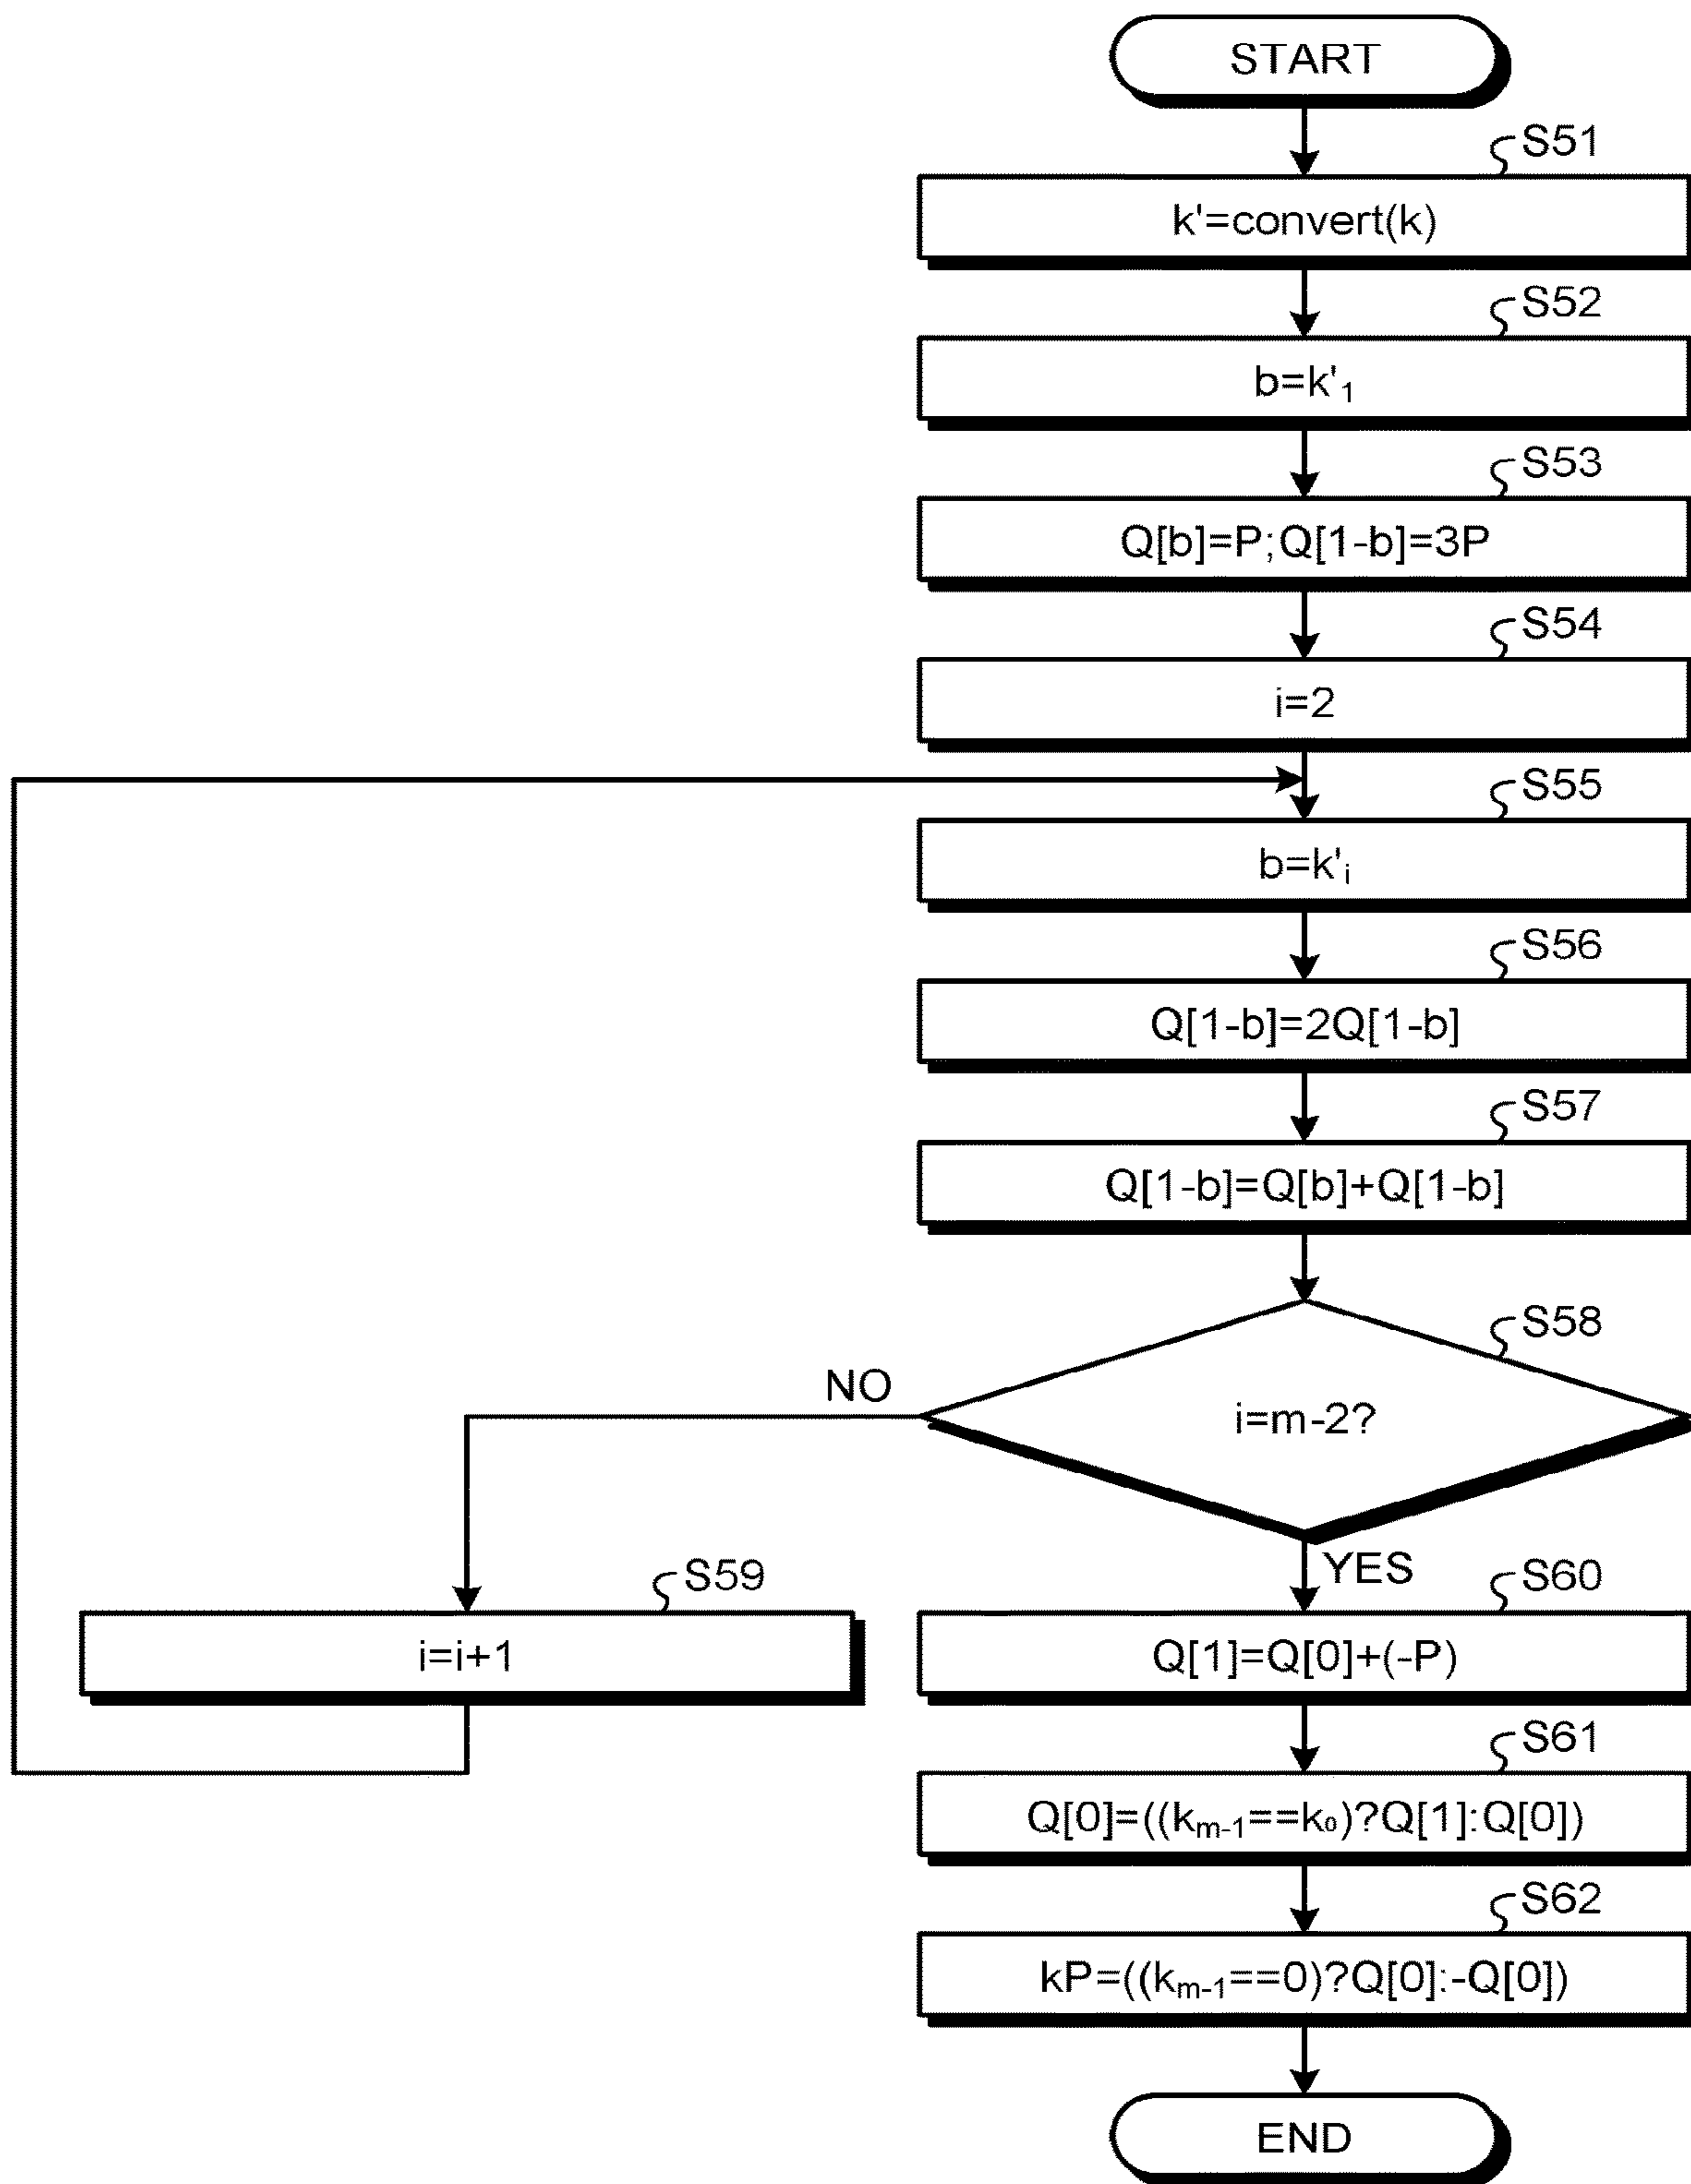 START
S51
k'=convert(k)
S52
b=k'₁
S53
Q[b]=P;Q[1-b]=3P
S54
i=2
S55
b=k'ᵢ
S56
Q[1-b]=2Q[1-b]
S57
Q[1-b]=Q[b]+Q[1-b]
S58
NO
i=m-2?
YES
S59
i=i+1
S60
Q[1]=Q[0]+(-P)
S61
Q[0]=((kₘ₋₁==k₀)?Q[1]:Q[0])
S62
kP=((kₘ₋₁==0)?Q[0]:-Q[0])
END